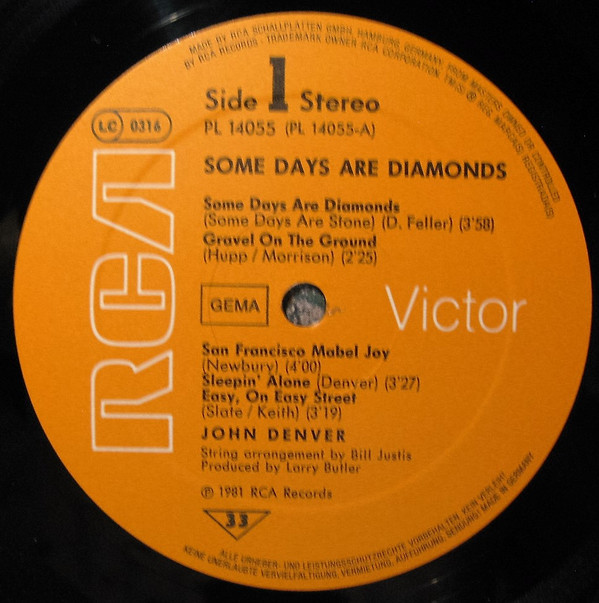 MADE BY RCA SCHALLPLATTEN GMBH, HAMBURG, GERMANY, FROM MASTERS OWNED OR CONTROLLED
BY RCA RECORDS - TRADEMARK OWNER RCA CORPORATION. TM(S) ® RCA MARCA(S) REGISTRADA(S)
Side 1 Stereo
PL 14055 (PL 14055-A)
LC 0316
SOME DAYS ARE DIAMONDS
Some Days Are Diamonds
(Some Days Are Stone) (D. Feller) (3'58)
Gravel On The Ground
(Hupp / Morrison) (2'25)
RCA
GEMA
Victor
San Francisco Mabel Joy
(Newbury) (4'00)
Sleepin' Alone (Denver) (3'27)
Easy, On Easy Street
(Slate / Keith) (3'19)
JOHN DENVER
String arrangement by Bill Justis
Produced by Larry Butler
℗ 1981 RCA Records
33
ALLE URHEBER- UND LEISTUNGSSCHUTZRECHTE VORBEHALTEN. KEIN VERLEIH!
KEINE UNERLAUBTE VERVIELFÄLTIGUNG, VERMIETUNG, AUFFÜHRUNG, SENDUNG! MADE IN GERMANY